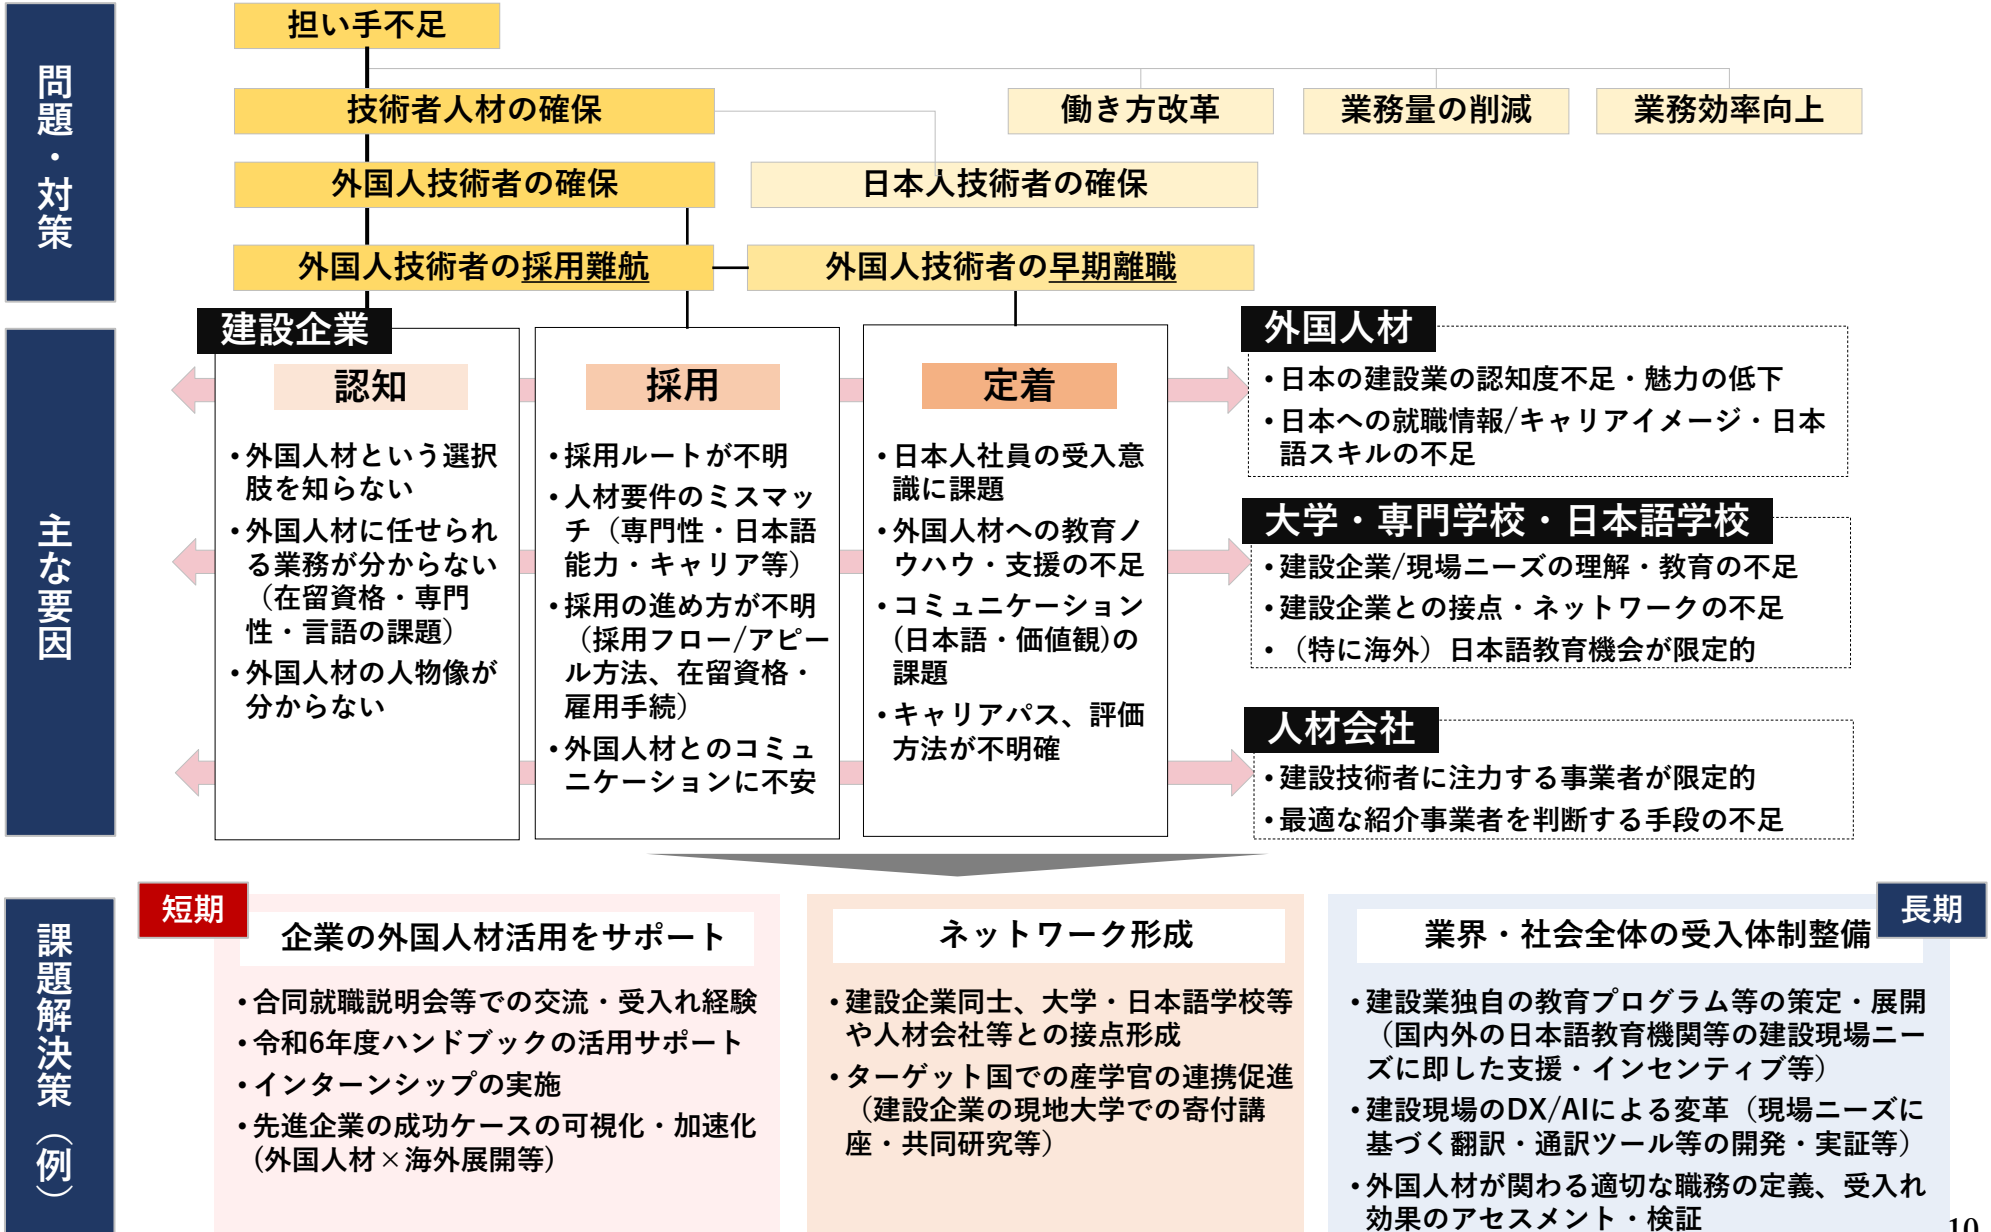 問題・対策
担い手不足
技術者人材の確保
働き方改革
業務量の削減
業務効率向上
外国人技術者の確保
日本人技術者の確保
外国人技術者の採用難航
外国人技術者の早期離職
主な要因
建設企業
認知
・外国人材という選択
肢を知らない
・外国人材に任せられ
る業務が分からない
（在留資格・専門
性・言語の課題）
・外国人材の人物像が
分からない
採用
・採用ルートが不明
・人材要件のミスマッ
チ（専門性・日本語
能力・キャリア等）
・採用の進め方が不明
（採用フロー/アピー
ル方法、在留資格・
雇用手続）
・外国人材とのコミュ
ニケーションに不安
定着
・日本人社員の受入意
識に課題
・外国人材への教育ノ
ウハウ・支援の不足
・コミュニケーション
(日本語・価値観)の
課題
・キャリアパス、評価
方法が不明確
外国人材
・日本の建設業の認知度不足・魅力の低下
・日本への就職情報/キャリアイメージ・日本
語スキルの不足
大学・専門学校・日本語学校
・建設企業/現場ニーズの理解・教育の不足
・建設企業との接点・ネットワークの不足
・（特に海外）日本語教育機会が限定的
人材会社
・建設技術者に注力する事業者が限定的
・最適な紹介事業者を判断する手段の不足
課題解決策（例）
短期
企業の外国人材活用をサポート
・合同就職説明会等での交流・受入れ経験
・令和6年度ハンドブックの活用サポート
・インターンシップの実施
・先進企業の成功ケースの可視化・加速化
(外国人材×海外展開等)
ネットワーク形成
・建設企業同士、大学・日本語学校等
や人材会社等との接点形成
・ターゲット国での産学官の連携促進
（建設企業の現地大学での寄付講
座・共同研究等）
長期
業界・社会全体の受入体制整備
・建設業独自の教育プログラム等の策定・展開
（国内外の日本語教育機関等の建設現場ニー
ズに即した支援・インセンティブ等）
・建設現場のDX/AIによる変革（現場ニーズに
基づく翻訳・通訳ツール等の開発・実証等）
・外国人材が関わる適切な職務の定義、受入れ
効果のアセスメント・検証
10